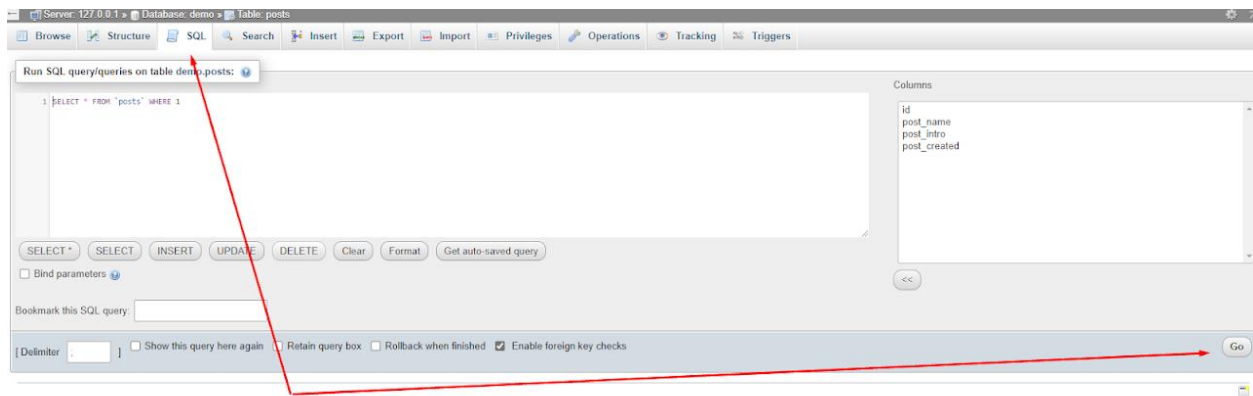 Server: 127.0.0.1 » Database: demo » Table: posts
Browse Structure SQL Search Insert Export Import Privileges Operations Tracking Triggers
Run SQL query/queries on table demo.posts:
1 SELECT * FROM `posts` WHERE 1
Columns
id
post_name
post_intro
post_created
SELECT * SELECT INSERT UPDATE DELETE Clear Format Get auto-saved query
<<
Bind parameters
Bookmark this SQL query:
[ Delimiter ; ] Show this query here again Retain query box Rollback when finished Enable foreign key checks Go